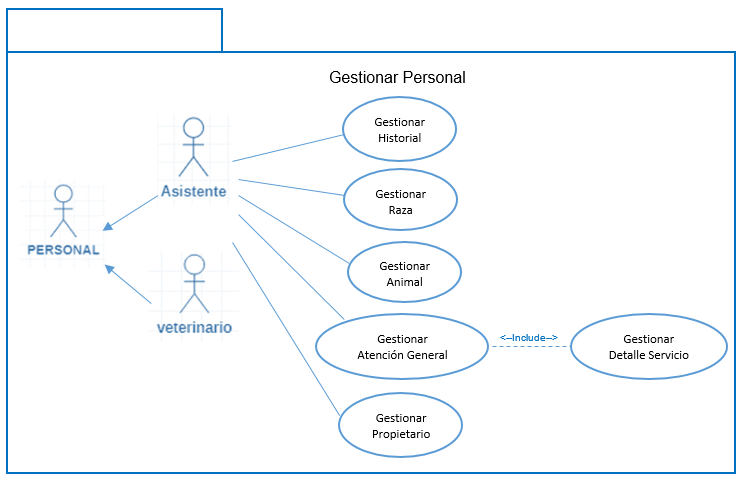 Gestionar Personal
Gestionar
Historial
Asistente
Gestionar
Raza
PERSONAL
Gestionar
Animal
veterinario
Gestionar
Atención General
<--Include-->
Gestionar
Detalle Servicio
Gestionar
Propietario